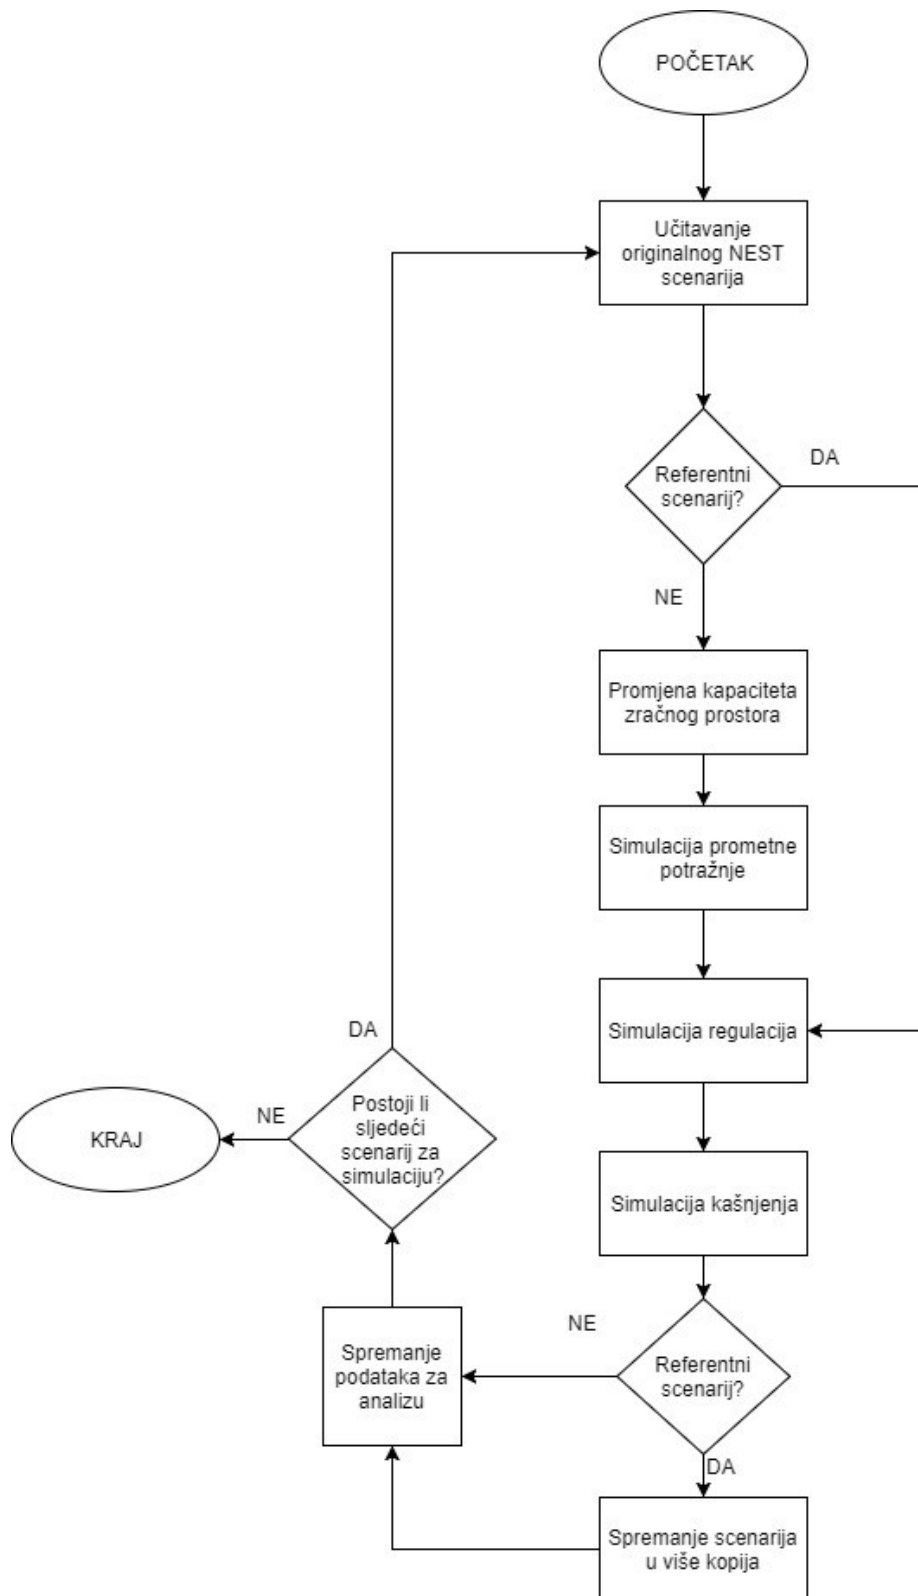 POČETAK
Učitavanje
originalnog NEST
scenarija
Referentni
scenarij?
DA
NE
Promjena kapaciteta
zračnog prostora
Simulacija prometne
potražnje
Simulacija regulacija
Simulacija kašnjenja
Referentni
scenarij?
NE
DA
Spremanje scenarija
u više kopija
Spremanje
podataka za
analizu
Postoji li
sljedeći
scenarij za
simulaciju?
DA
NE
KRAJ